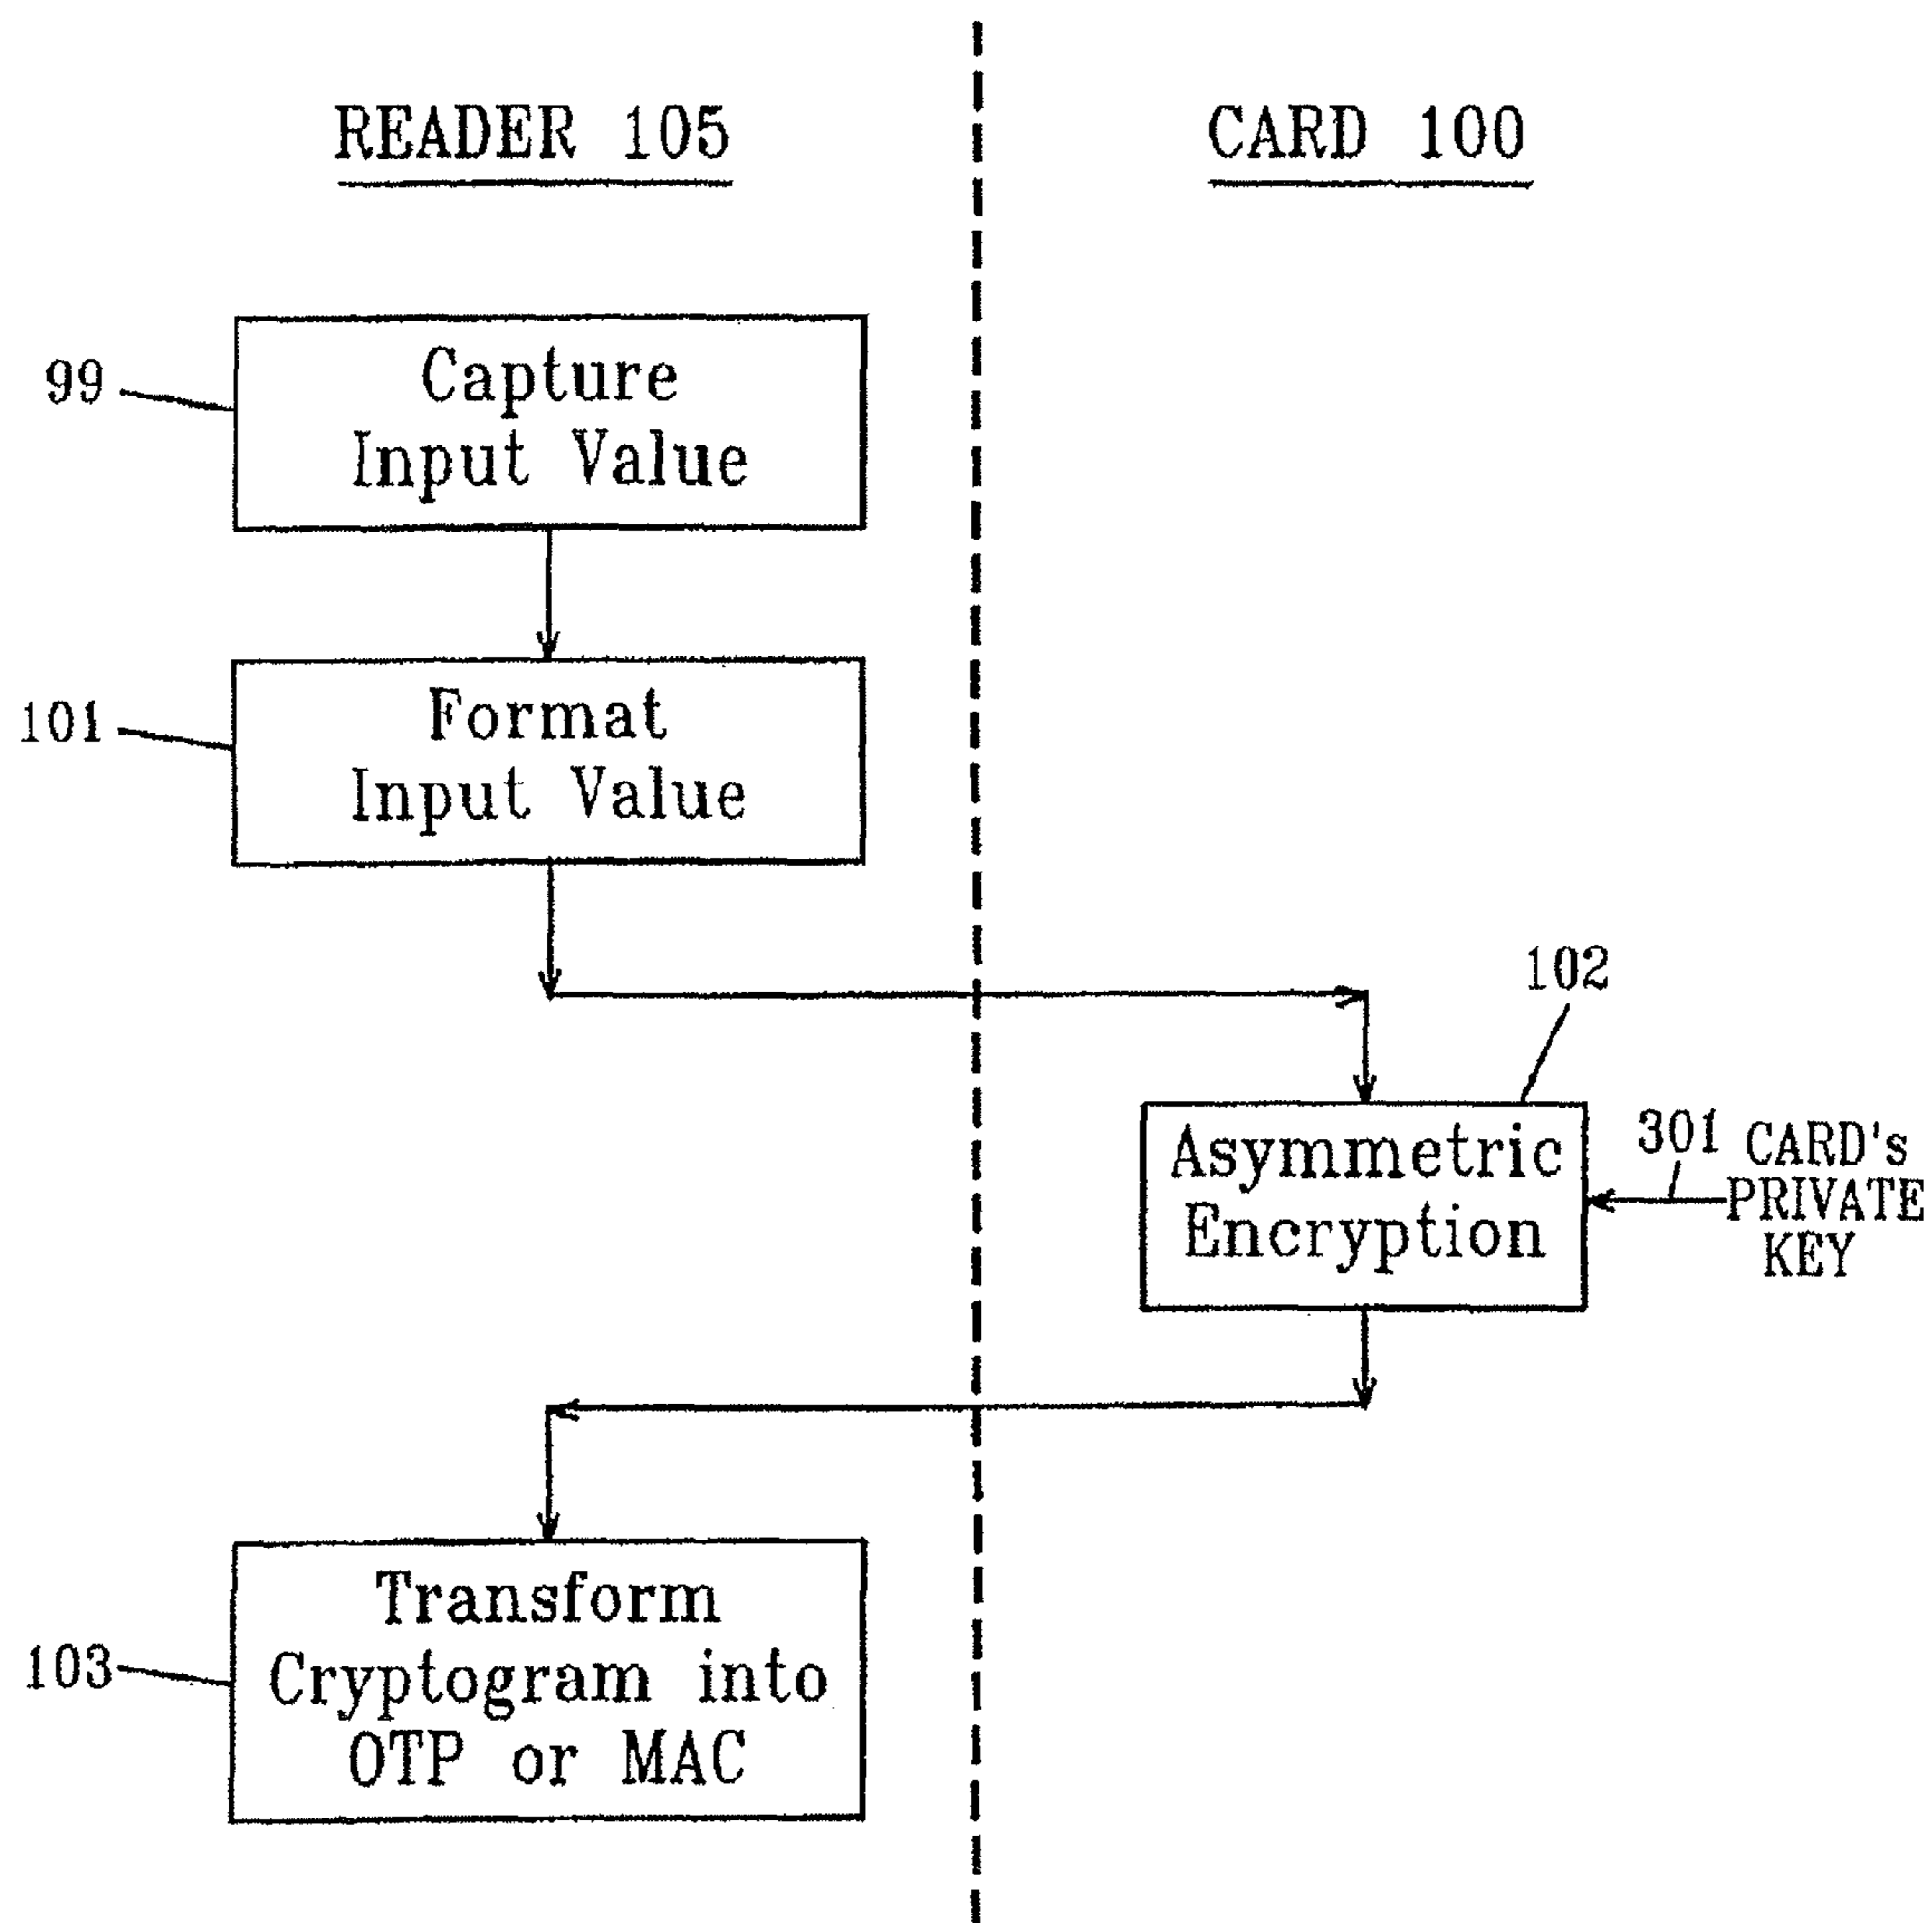 READER 105
CARD 100
99
Capture
Input Value
101
Format
Input Value
102
Asymmetric
Encryption
301
CARD's
PRIVATE
KEY
103
Transform
Cryptogram into
OTP or MAC